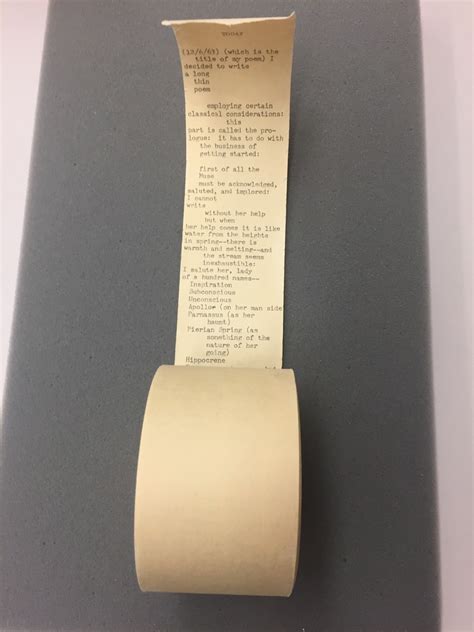 TODAY
(12/6/63) (which is the
title of my poem) I
decided to write
a long
thin
poem
employing certain
classical considerations:
this
part is called the pro-
logue: it has to do with
the business of
getting started:
first of all the
Muse
must be acknowledged,
saluted, and implored:
I cannot
write
without her help
but when
her help comes it is like
water from the heights
in spring--there is
warmth and melting--and
the stream seems
inexhaustible:
I salute her, lady
of a hundred names--
Inspiration
Subconscious
Unconscious
Apollo (on her man side)
Parnassus (as her
haunt)
Pierian Spring (as
something of the
nature of her
going)
Hippocrene